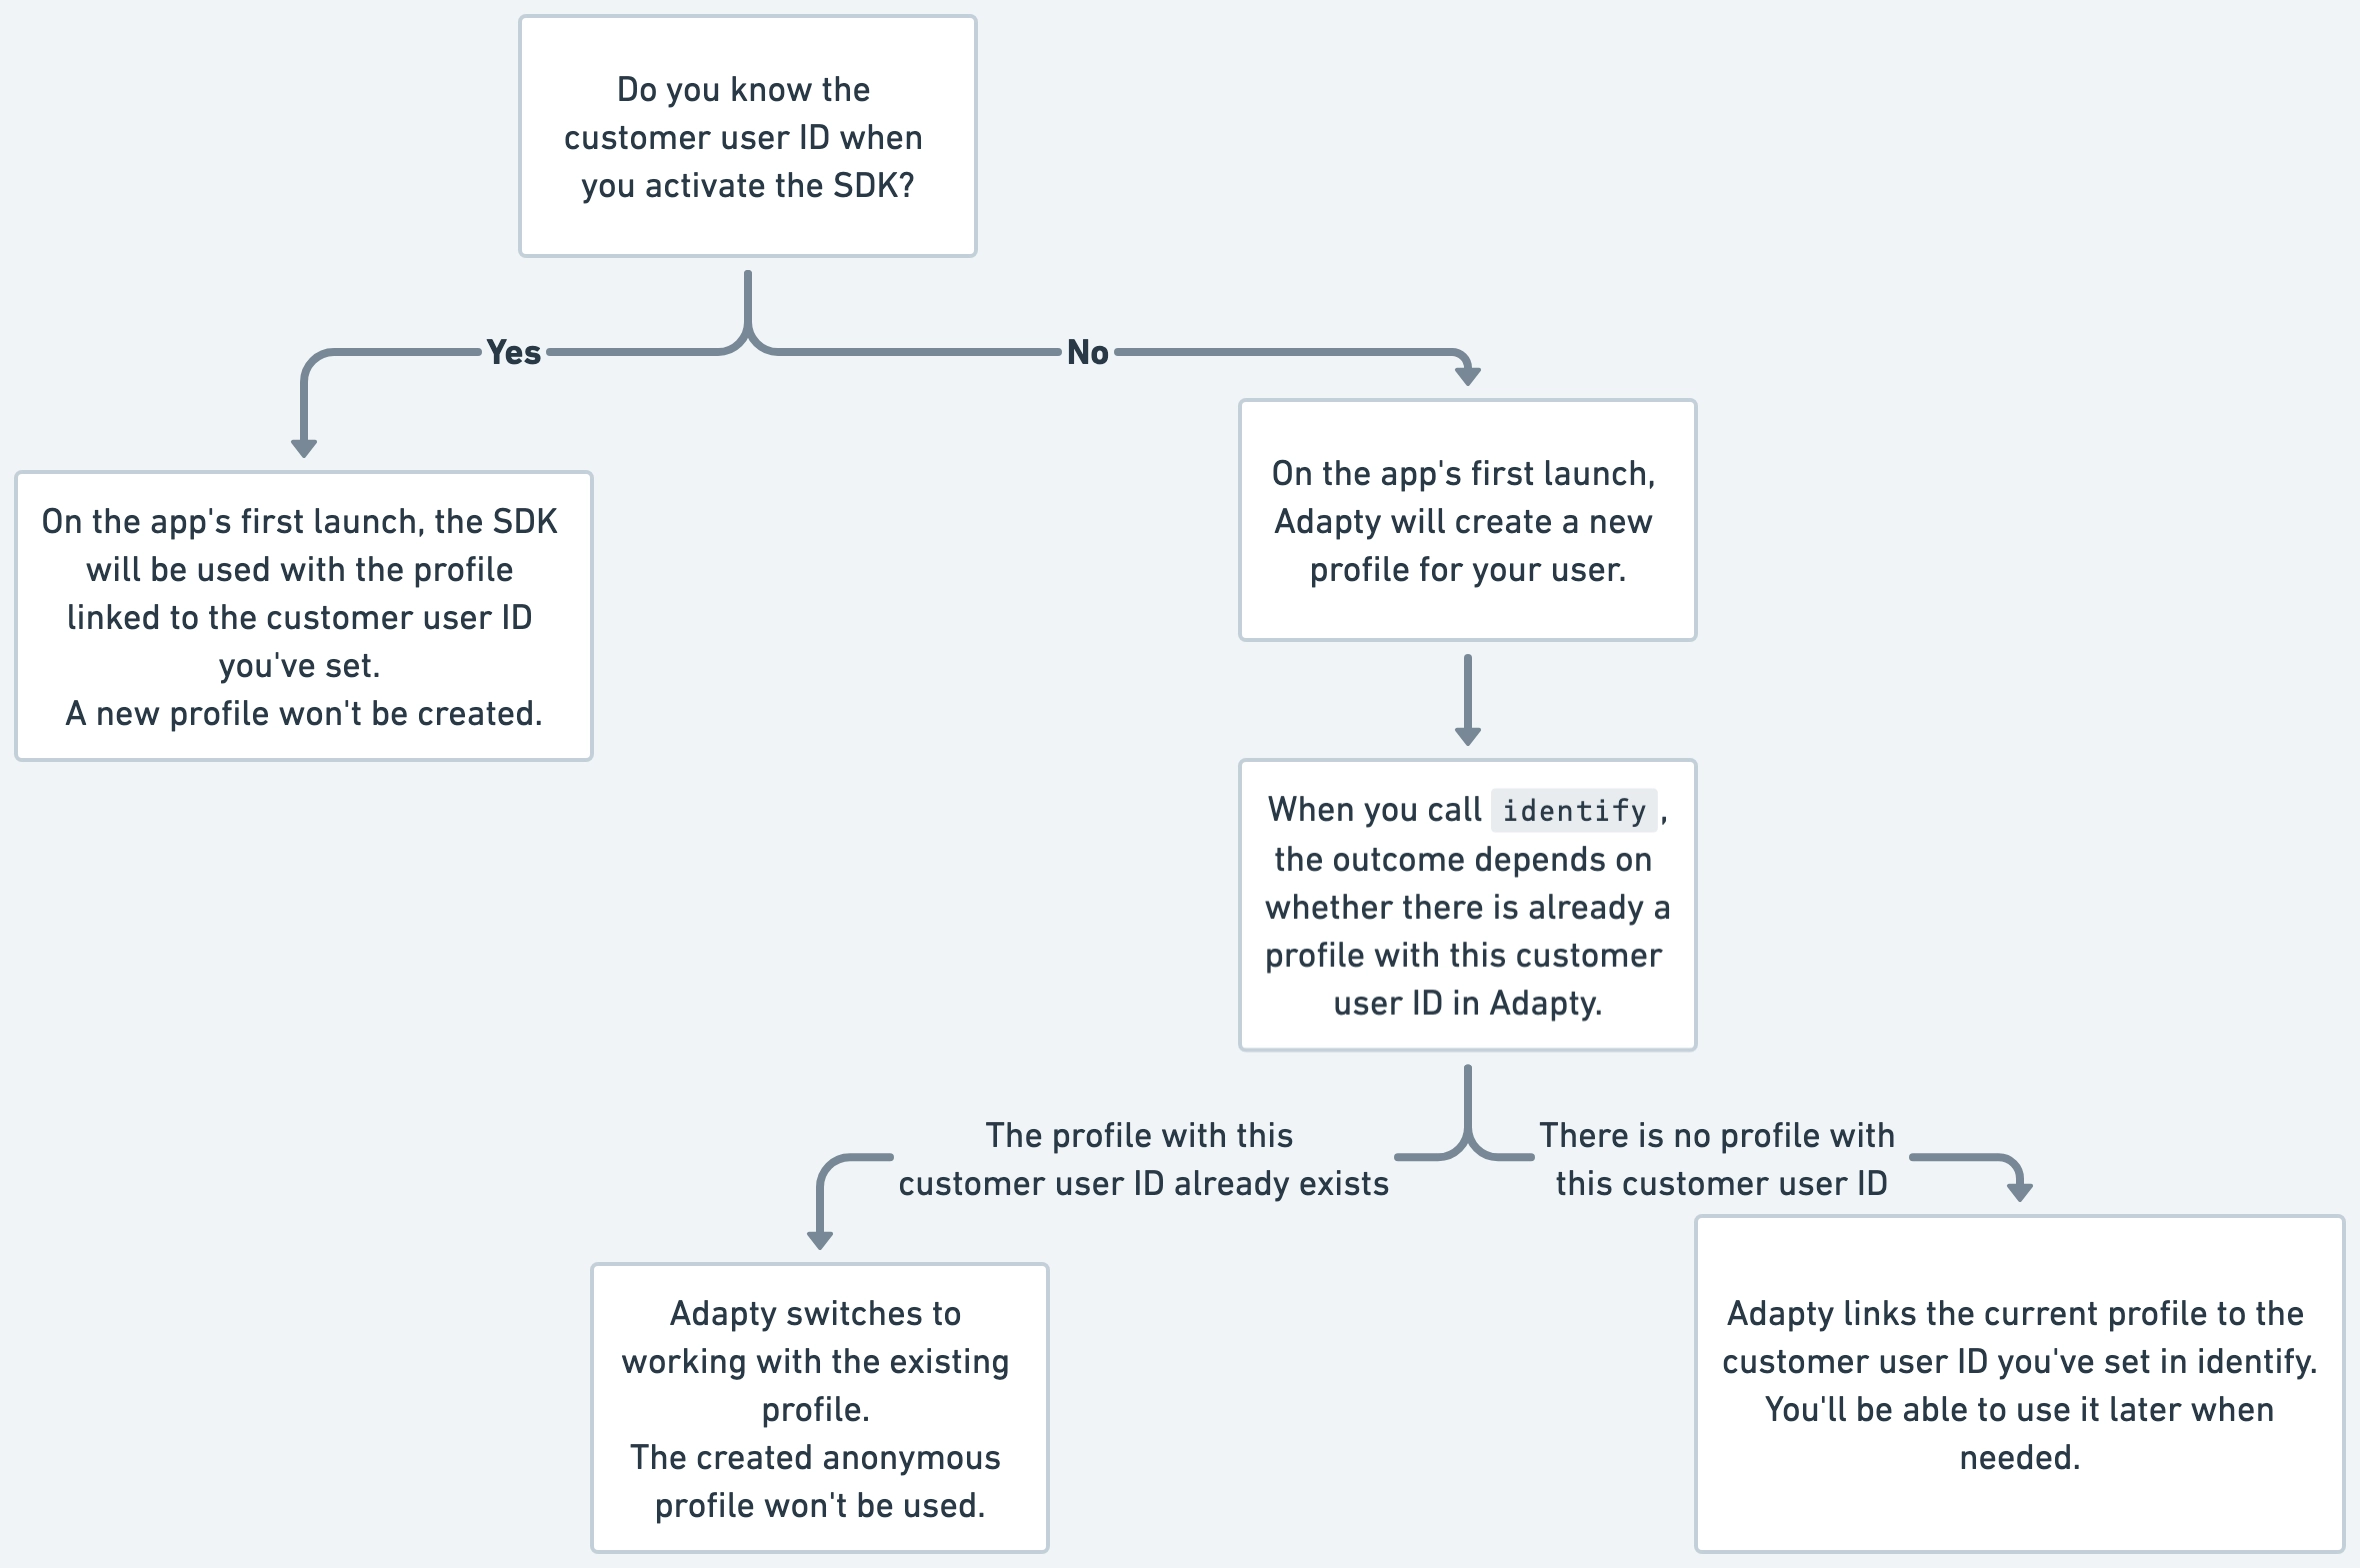 Do you know the
customer user ID when
you activate the SDK?
Yes
No
On the app's first launch, the SDK
will be used with the profile
linked to the customer user ID
you've set.
A new profile won't be created.
On the app's first launch,
Adapty will create a new
profile for your user.
When you call identify,
the outcome depends on
whether there is already a
profile with this customer
user ID in Adapty.
The profile with this
customer user ID already exists
There is no profile with
this customer user ID
Adapty switches to
working with the existing
profile.
The created anonymous
profile won't be used.
Adapty links the current profile to the
customer user ID you've set in identify.
You'll be able to use it later when
needed.